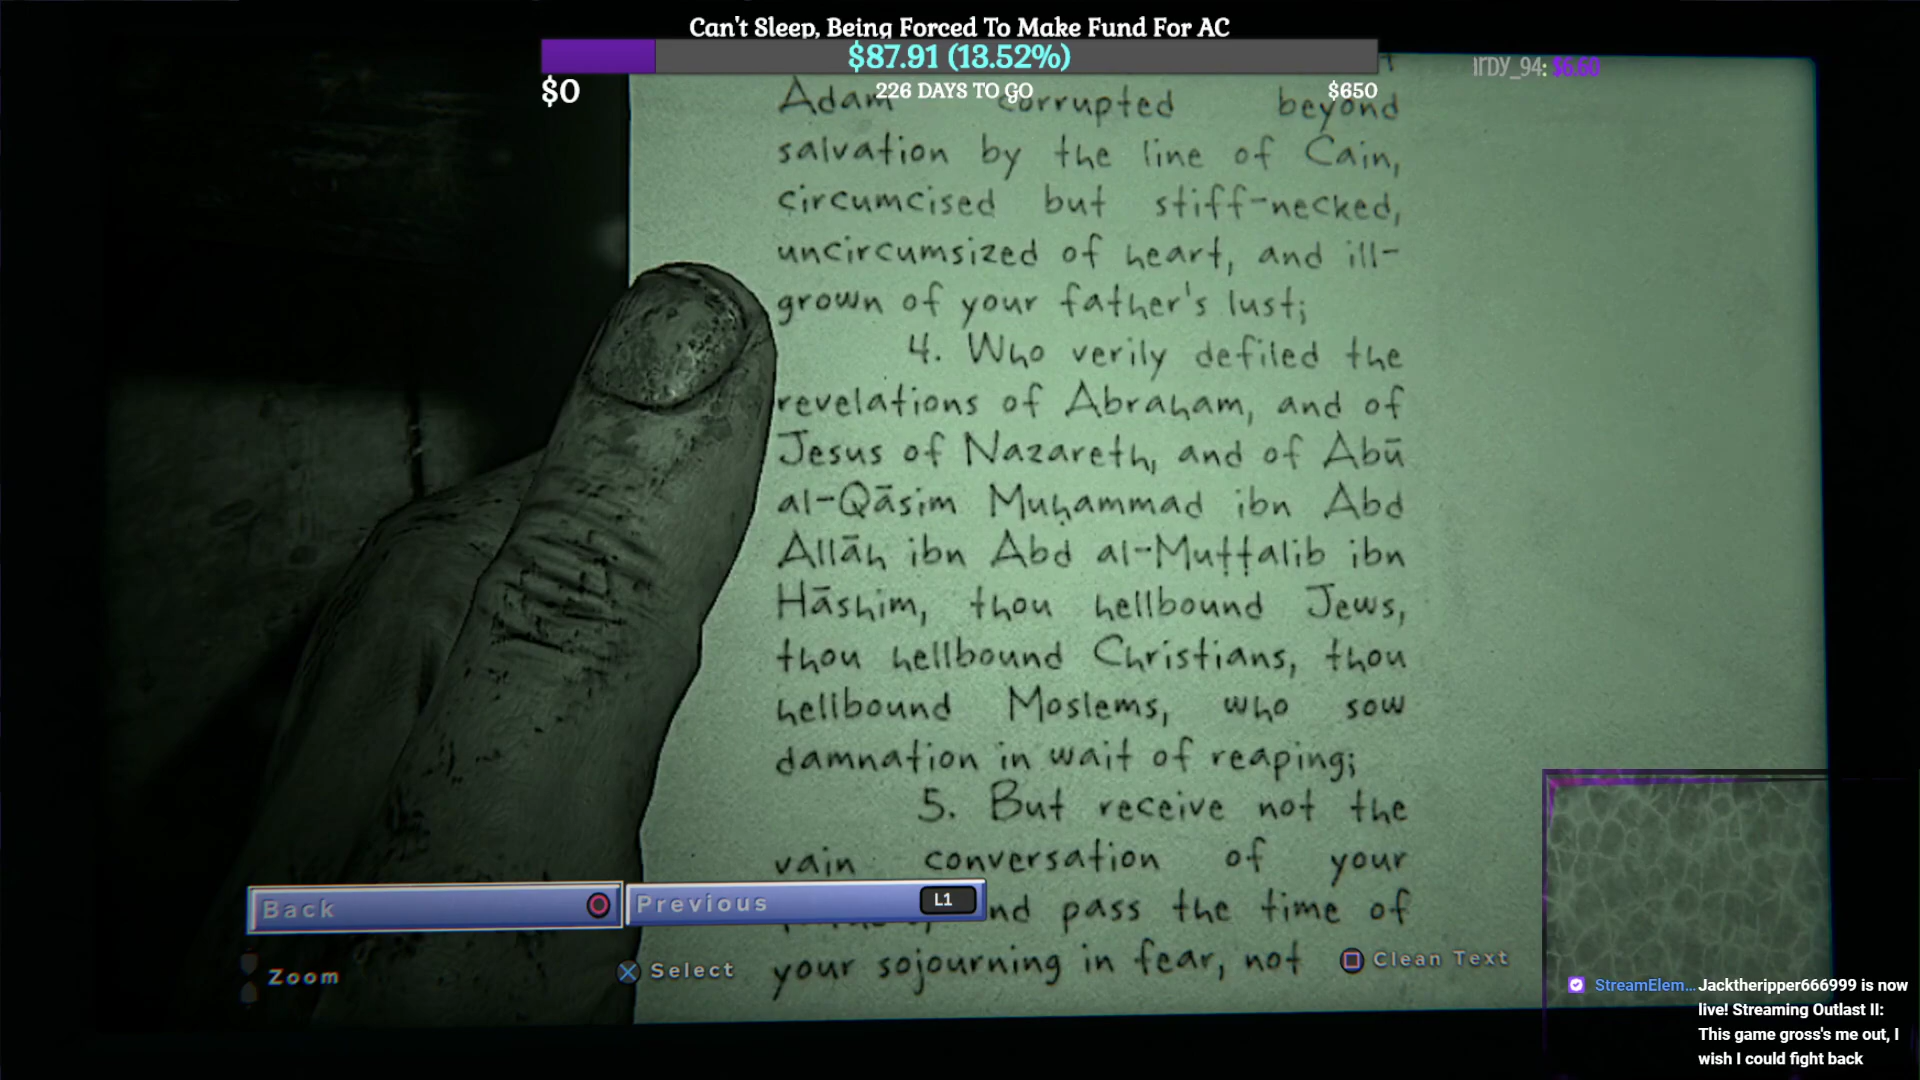 Can't Sleep, Being Forced To Make Fund For AC
$87.91 (13.52%)
$0
226 DAYS TO GO
$650
$6.60
Adam corrupted beyond
salvation by the line of Cain,
circumcised but stiff-necked,
uncircumsized of heart, and ill-
grown of your father's lust;
4. Who verily defiled the
revelations of Abraham, and of
Jesus of Nazareth, and of Abū
al-Qāsim Muḥammad ibn Abd
Allāh ibn Abd al-Muṭṭalib ibn
Hāshim, thou hellbound Jews,
thou hellbound Christians, thou
hellbound Moslems, who sow
damnation in wait of reaping;
5. But receive not the
vain conversation of your
pass the time of
your sojourning in fear, not
Back
Previous L1
Zoom
Select
Clean Text
StreamElem... Jacktheripper666999 is now
live! Streaming Outlast II:
This game gross's me out, I
wish I could fight back